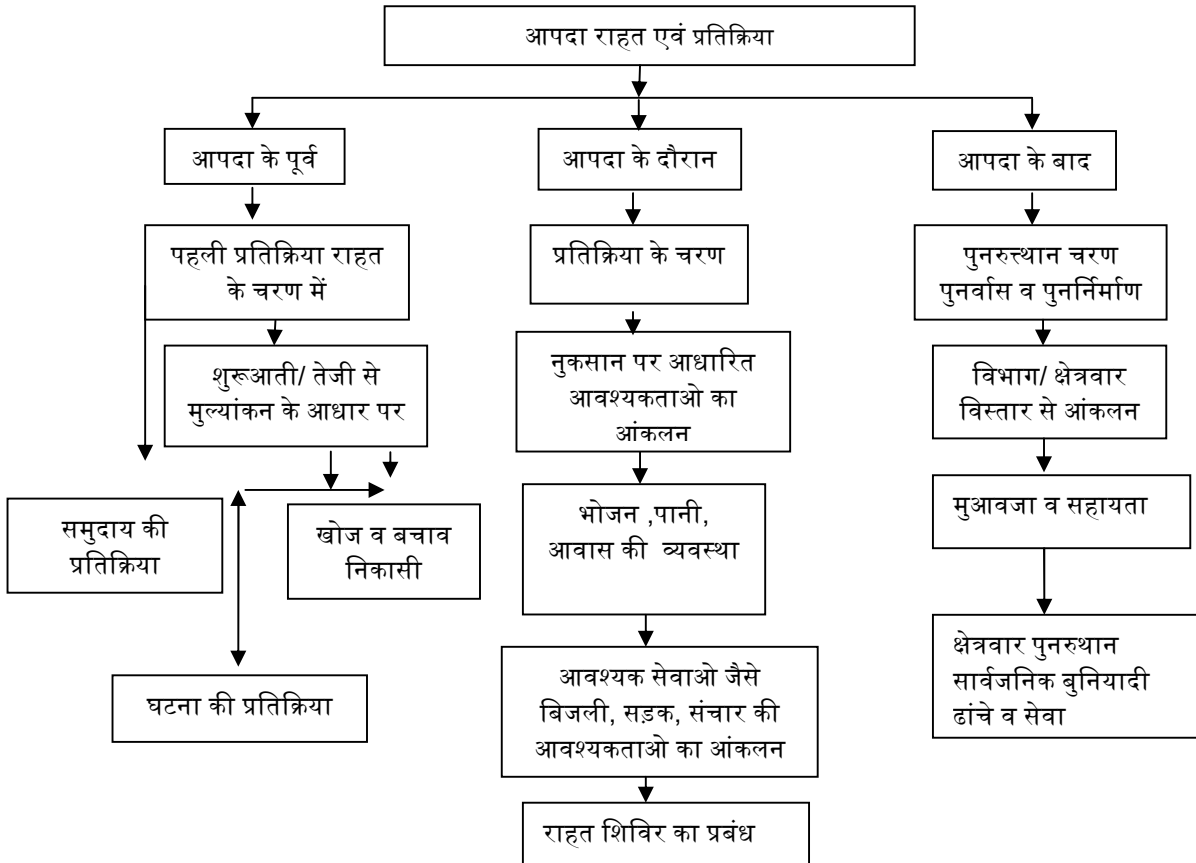 आपदा राहत एवं प्रतिक्रिया
आपदा के पूर्व
आपदा के दौरान
आपदा के बाद
पहली प्रतिक्रिया राहत
के चरण में
प्रतिक्रिया के चरण
पुनरुत्त्थान चरण
पुनर्वास व पुनर्निर्माण
शुरूआती/ तेजी से
मुल्यांकन के आधार पर
नुकसान पर आधारित
आवश्यकताओ का
आंकलन
विभाग/ क्षेत्रवार
विस्तार से आंकलन
समुदाय की
प्रतिक्रिया
खोज व बचाव
निकासी
भोजन ,पानी,
आवास की व्यवस्था
मुआवजा व सहायता
घटना की प्रतिक्रिया
आवश्यक सेवाओ जैसे
बिजली, सड़क, संचार की
आवश्यकताओ का आंकलन
क्षेत्रवार पुनरुथान
सार्वजनिक बुनियादी
ढांचे व सेवा
राहत शिविर का प्रबंध